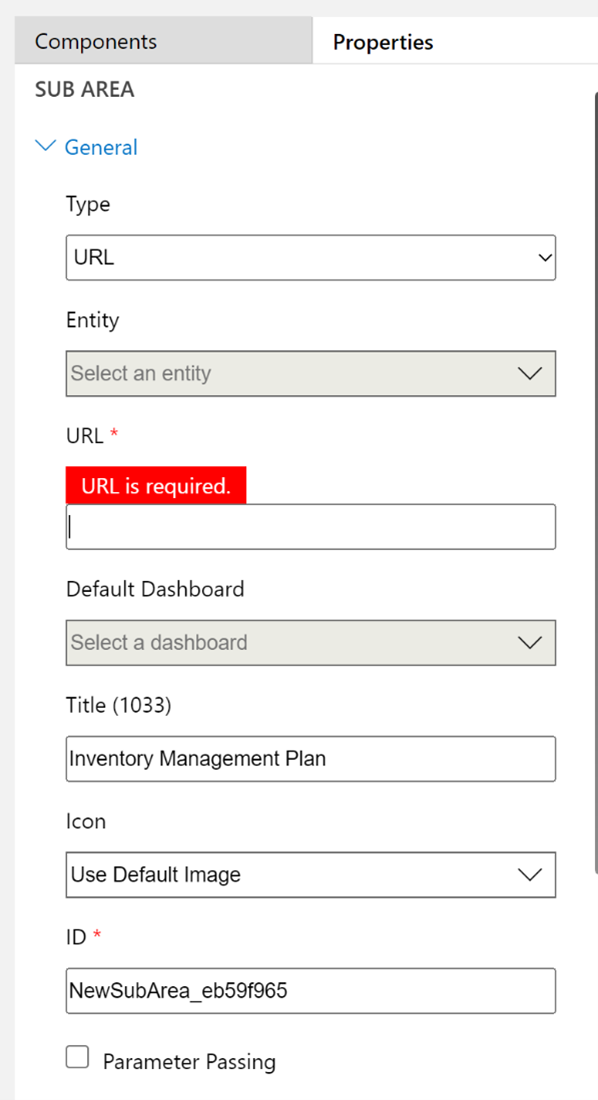 Components Properties
SUB AREA
General
Type
URL
Entity
Select an entity
URL *
URL is required.
Default Dashboard
Select a dashboard
Title (1033)
Inventory Management Plan
Icon
Use Default Image
ID *
NewSubArea_eb59f965
Parameter Passing